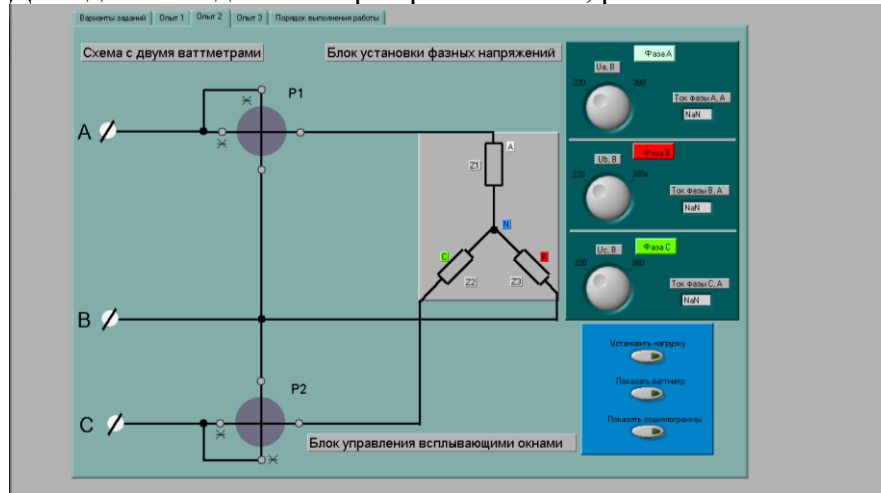 Варианты заданий Опыт 1 Опыт 2 Опыт 3 Порядок выполнения работы
Схема с двумя ваттметрами
Блок установки фазных напряжений
Фаза A
Ua, В
220
380
Ток фазы А, А
NaN
P1
A
A
Z1
Фаза В
Ub, В
220
380к
Ток фазы В, А
NaN
N
C
B
Z2
Z3
Фаза С
Uc, В
220
380
Ток фазы С, А
NaN
B
Установить нагрузку
Показать ваттметр
Показать осциллограммы
P2
C
Блок управления всплывающими окнами